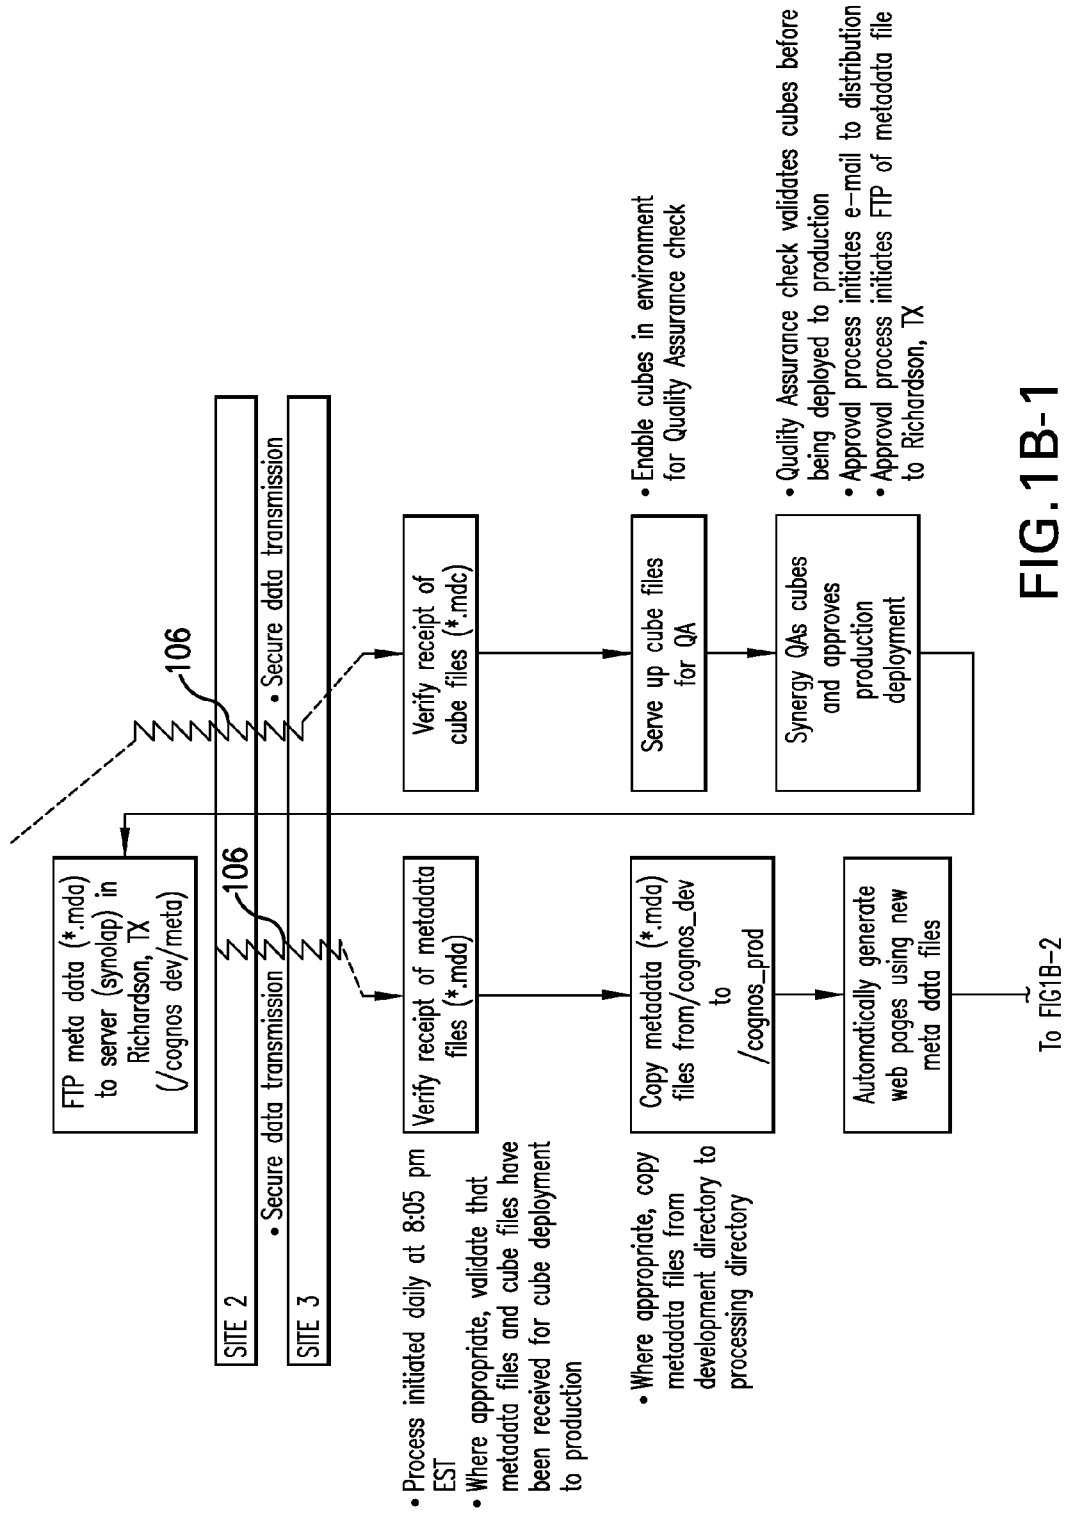 FTP meta data (*.mda)
to server (synolap) in
Richardson, TX
(/cognos dev/meta)
106
106
SITE 2
• Secure data transmission
• Secure data transmission
SITE 3
• Process initiated daily at 8:05 pm
EST
• Where appropriate, validate that
metadata files and cube files have
been received for cube deployment
to production
Verify receipt of metadata
files (*.mda)
Verify receipt of
cube files (*.mdc)
• Where appropriate, copy
metadata files from
development directory to
processing directory
Copy metadata (*.mda)
files from/cognos_dev
to
/cognos_prod
Serve up cube files
for QA
• Enable cubes in environment
for Quality Assurance check
Automatically generate
web pages using new
meta data files
Synergy QAs cubes
and approves
production
deployment
• Quality Assurance check validates cubes before
being deployed to production
• Approval process initiates e-mail to distribution
• Approval process initiates FTP of metadata file
to Richardson, TX
To FIG1B-2
FIG.1B-1